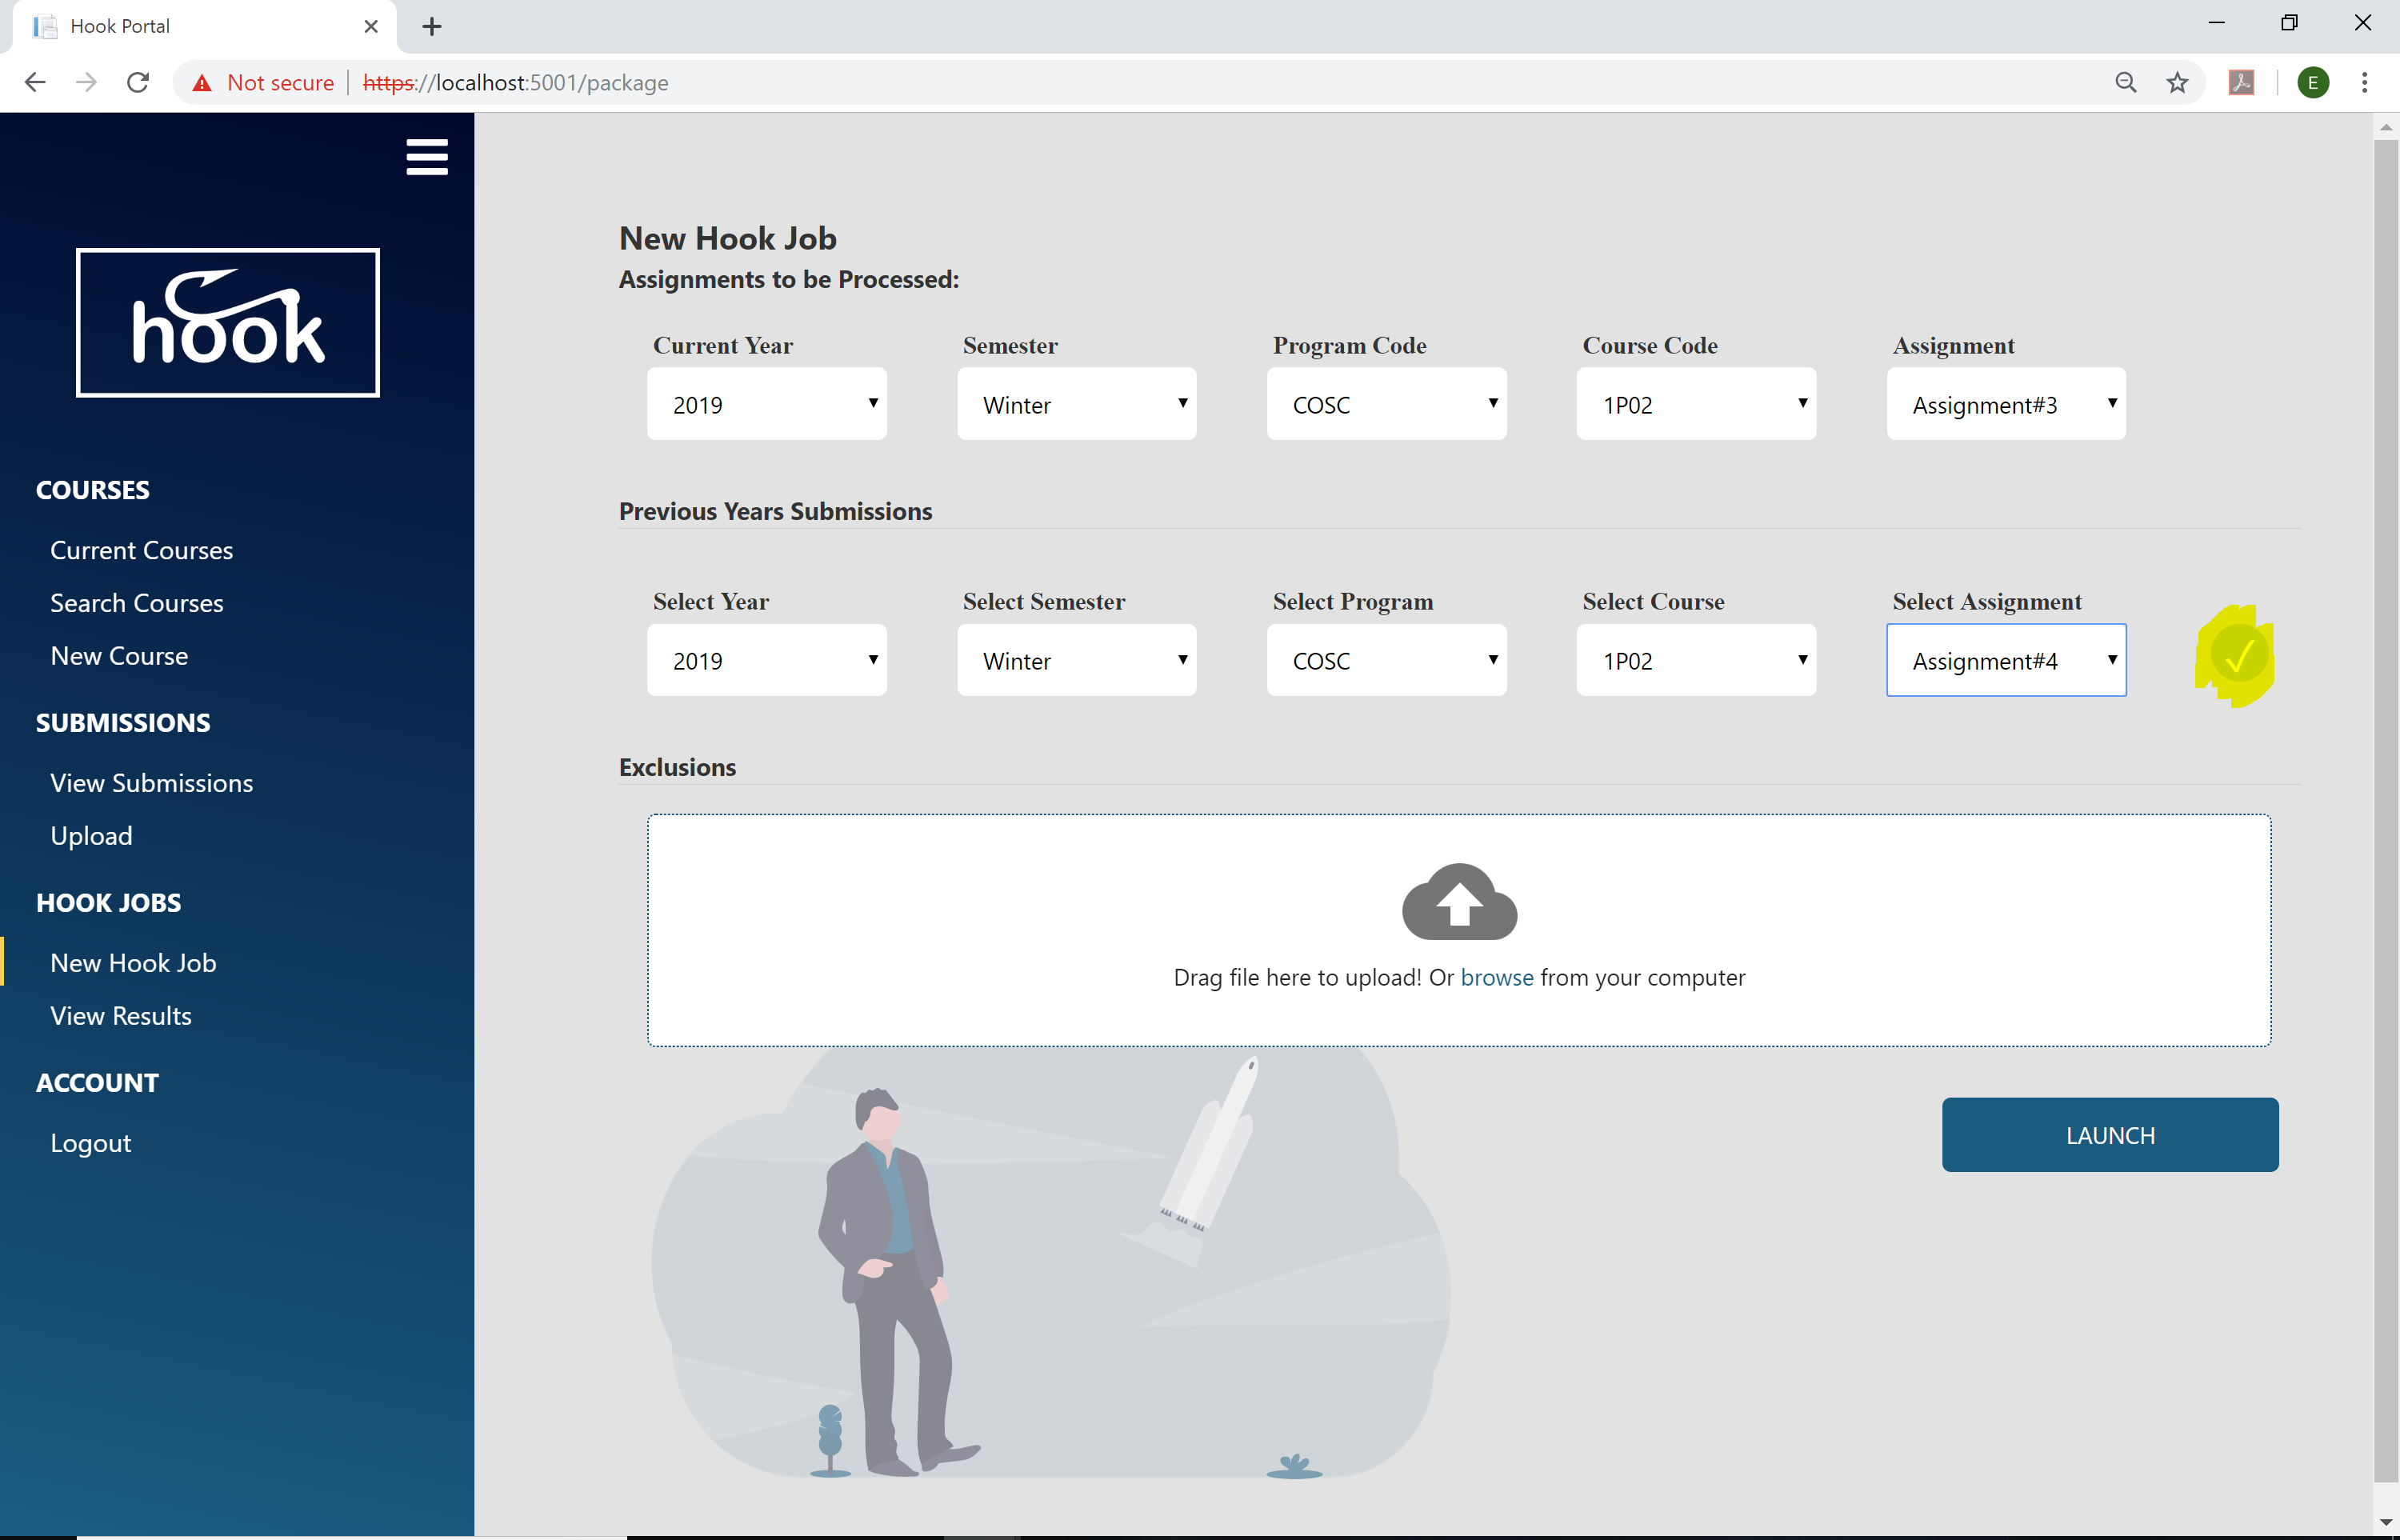 Hook Portal
Not secure https://localhost:5001/package
E
hook
COURSES
Current Courses
Search Courses
New Course
SUBMISSIONS
View Submissions
Upload
HOOK JOBS
New Hook Job
View Results
ACCOUNT
Logout
New Hook Job
Assignments to be Processed:
Current Year Semester Program Code Course Code Assignment
2019 Winter COSC 1P02 Assignment#3
Previous Years Submissions
Select Year Select Semester Select Program Select Course Select Assignment
2019 Winter COSC 1P02 Assignment#4
Exclusions
Drag file here to upload! Or browse from your computer
LAUNCH